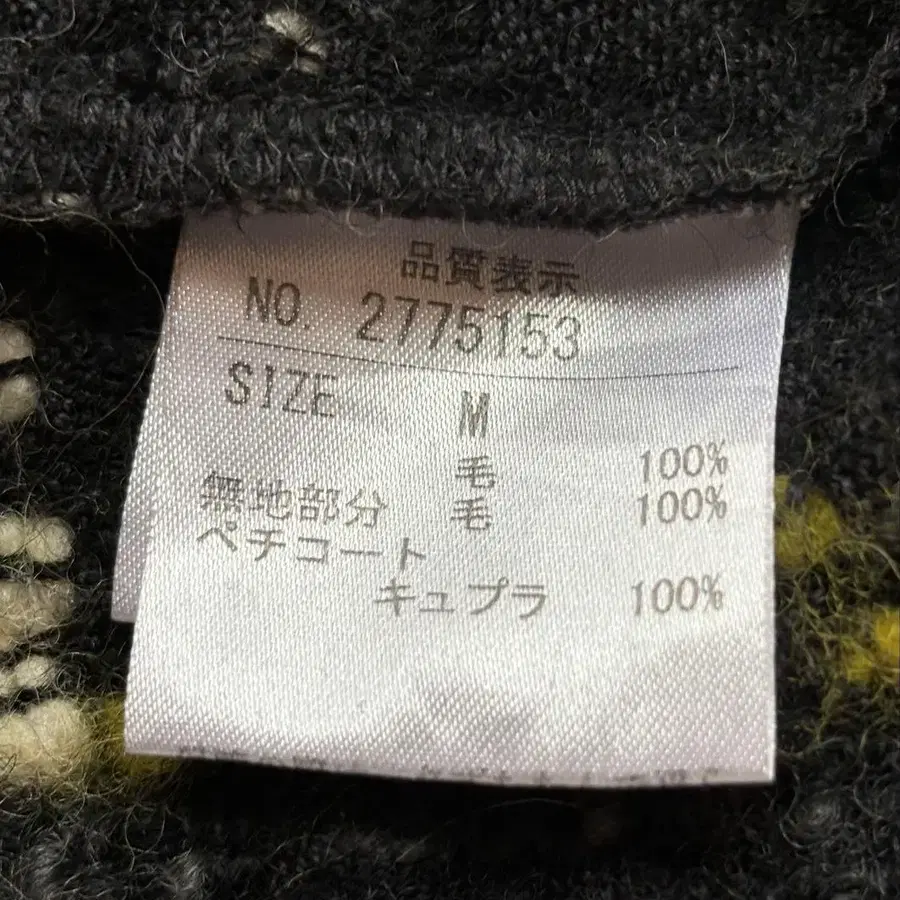 品質表示
NO. 2775153
SIZE M
毛 100%
無地部分 毛 100%
ペチコート
キュプラ 100%